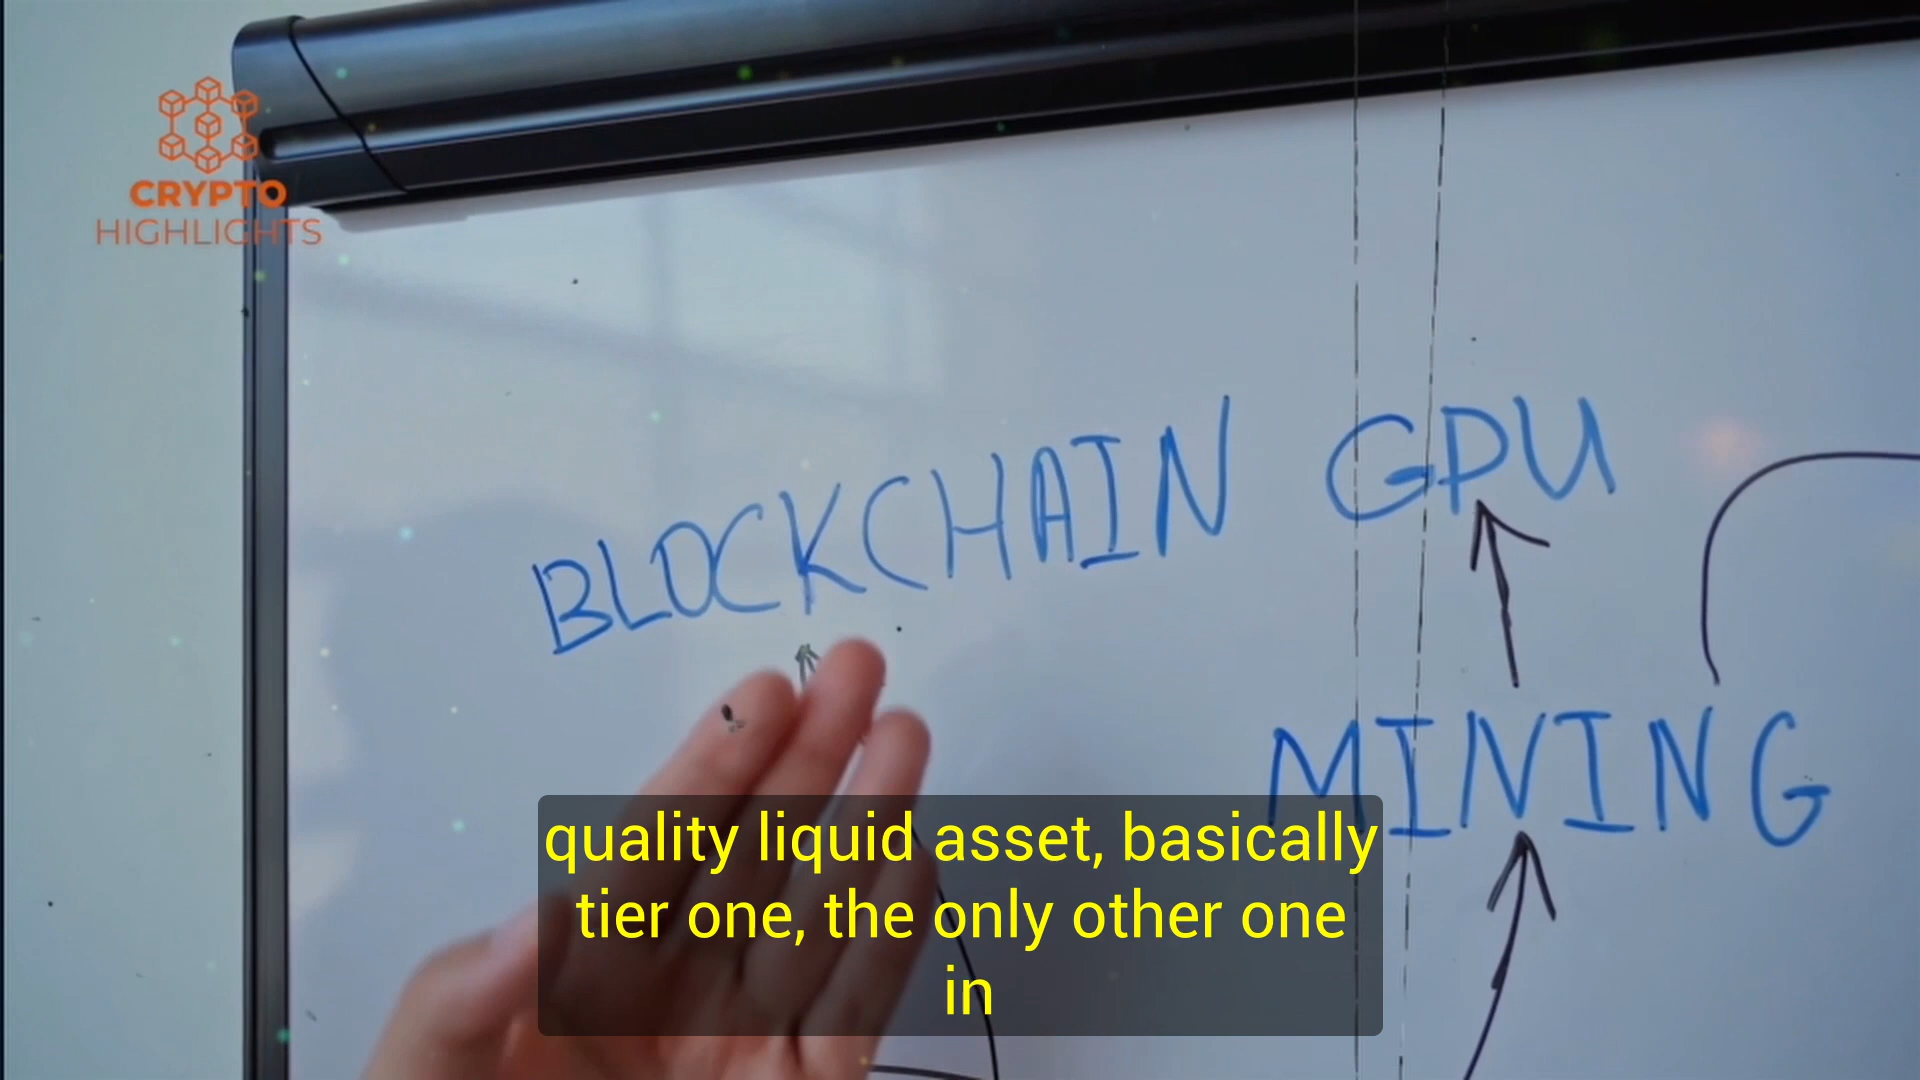 CRYPTO
HIGHLIGHTS
BLOCKCHAIN GPU
MINING
quality liquid asset, basically
tier one, the only other one
in